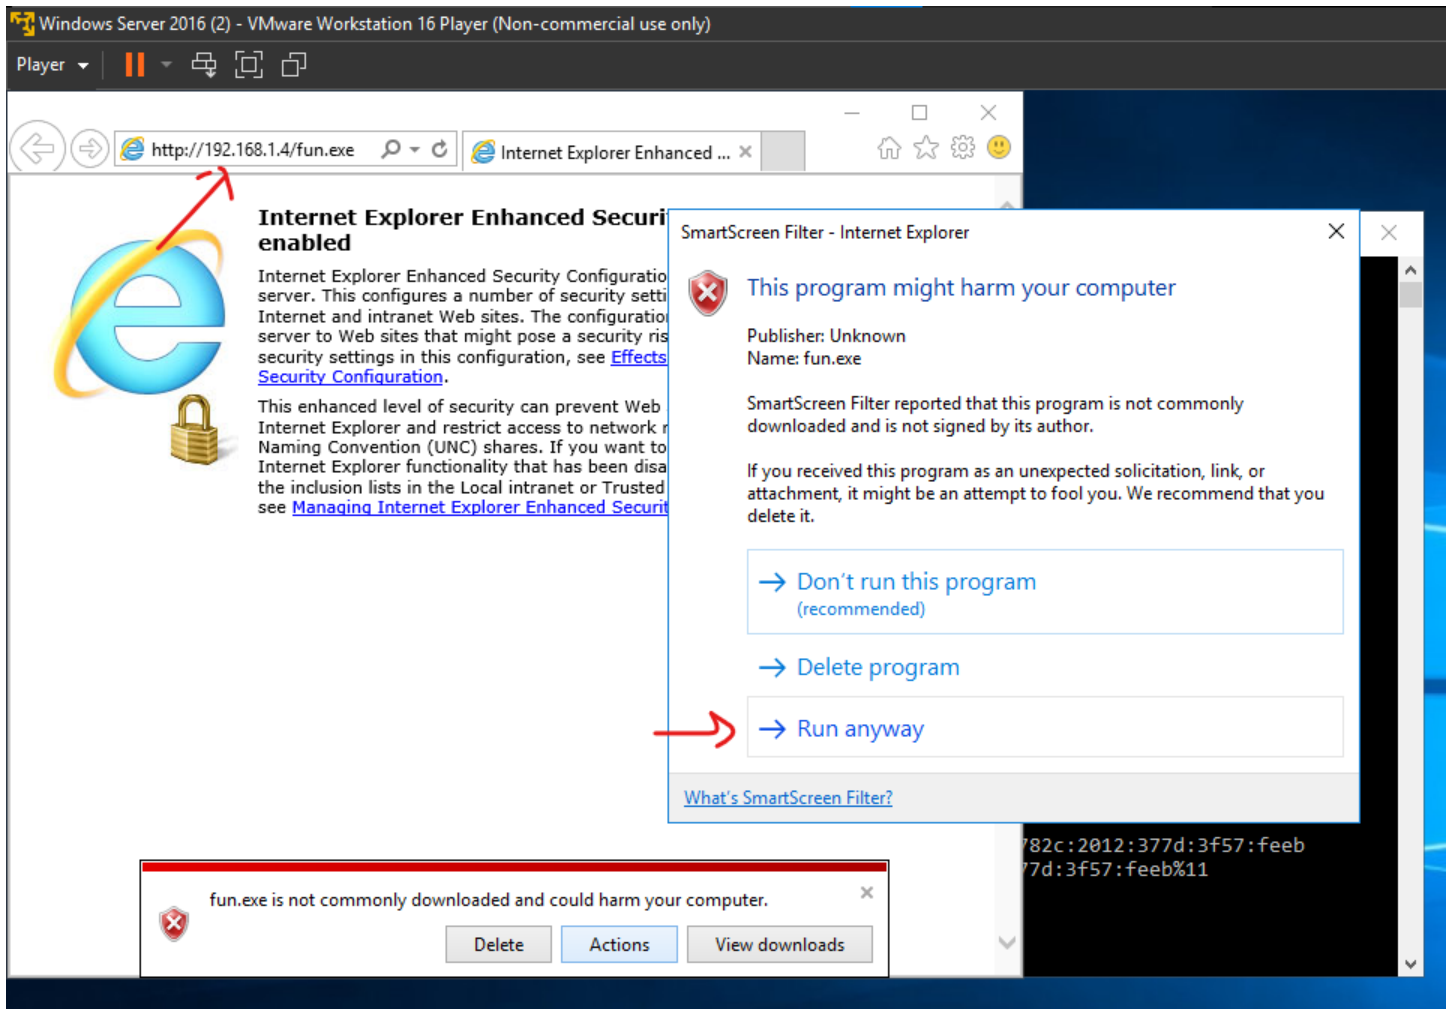 Windows Server 2016 (2) - VMware Workstation 16 Player (Non-commercial use only)
Player
http://192.168.1.4/fun.exe
Internet Explorer Enhanced ...
Internet Explorer Enhanced Securi
enabled
Internet Explorer Enhanced Security Configuratio
server. This configures a number of security setti
Internet and intranet Web sites. The configuration
server to Web sites that might pose a security ris
security settings in this configuration, see Effects
Security Configuration.
This enhanced level of security can prevent Web
Internet Explorer and restrict access to network r
Naming Convention (UNC) shares. If you want to
Internet Explorer functionality that has been disa
the inclusion lists in the Local intranet or Trusted
see Managing Internet Explorer Enhanced Securit
SmartScreen Filter - Internet Explorer
This program might harm your computer
Publisher: Unknown
Name: fun.exe
SmartScreen Filter reported that this program is not commonly
downloaded and is not signed by its author.
If you received this program as an unexpected solicitation, link, or
attachment, it might be an attempt to fool you. We recommend that you
delete it.
Don't run this program
(recommended)
Delete program
Run anyway
What's SmartScreen Filter?
782c:2012:377d:3f57:feeb
77d:3f57:feeb%11
fun.exe is not commonly downloaded and could harm your computer.
Delete
Actions
View downloads